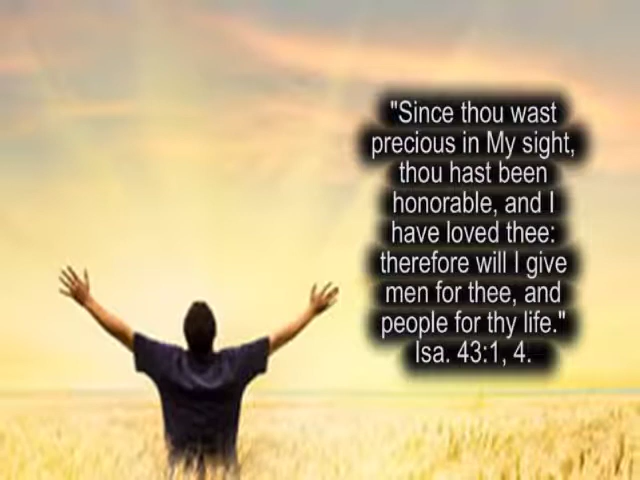 "Since thou wast
precious in My sight,
thou hast been
honorable, and I
have loved thee:
therefore will I give
men for thee, and
people for thy life."
Isa. 43:1, 4.